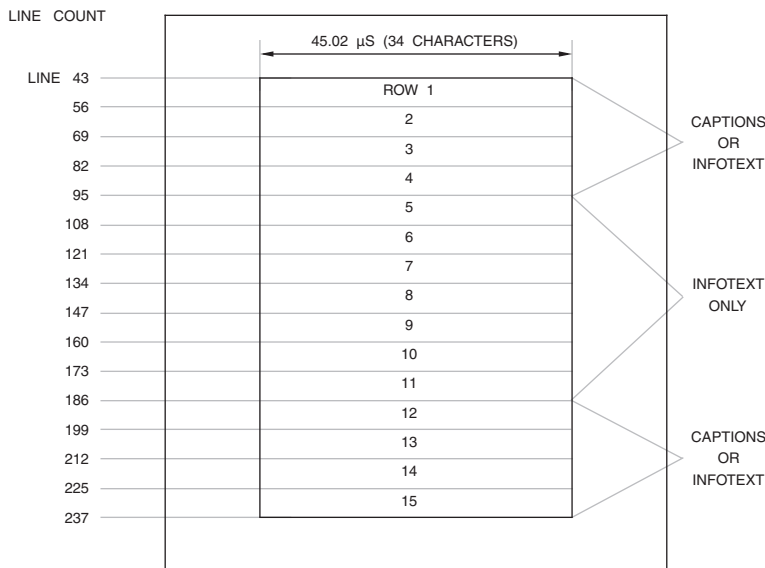 LINE COUNT
45.02 µS (34 CHARACTERS)
LINE 43
ROW 1
56
2
69
3
82
4
95
5
108
6
121
7
134
8
147
9
160
10
173
11
186
12
199
13
212
14
225
15
237
CAPTIONS
OR
INFOTEXT
INFOTEXT
ONLY
CAPTIONS
OR
INFOTEXT